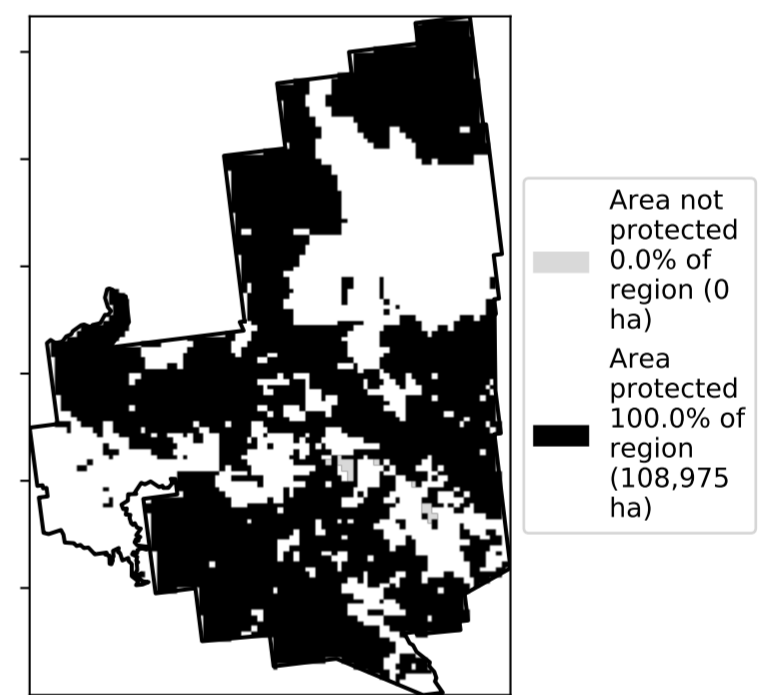 Area not
protected
0.0% of
region (0
ha)
Area
protected
100.0% of
region
(108,975
ha)